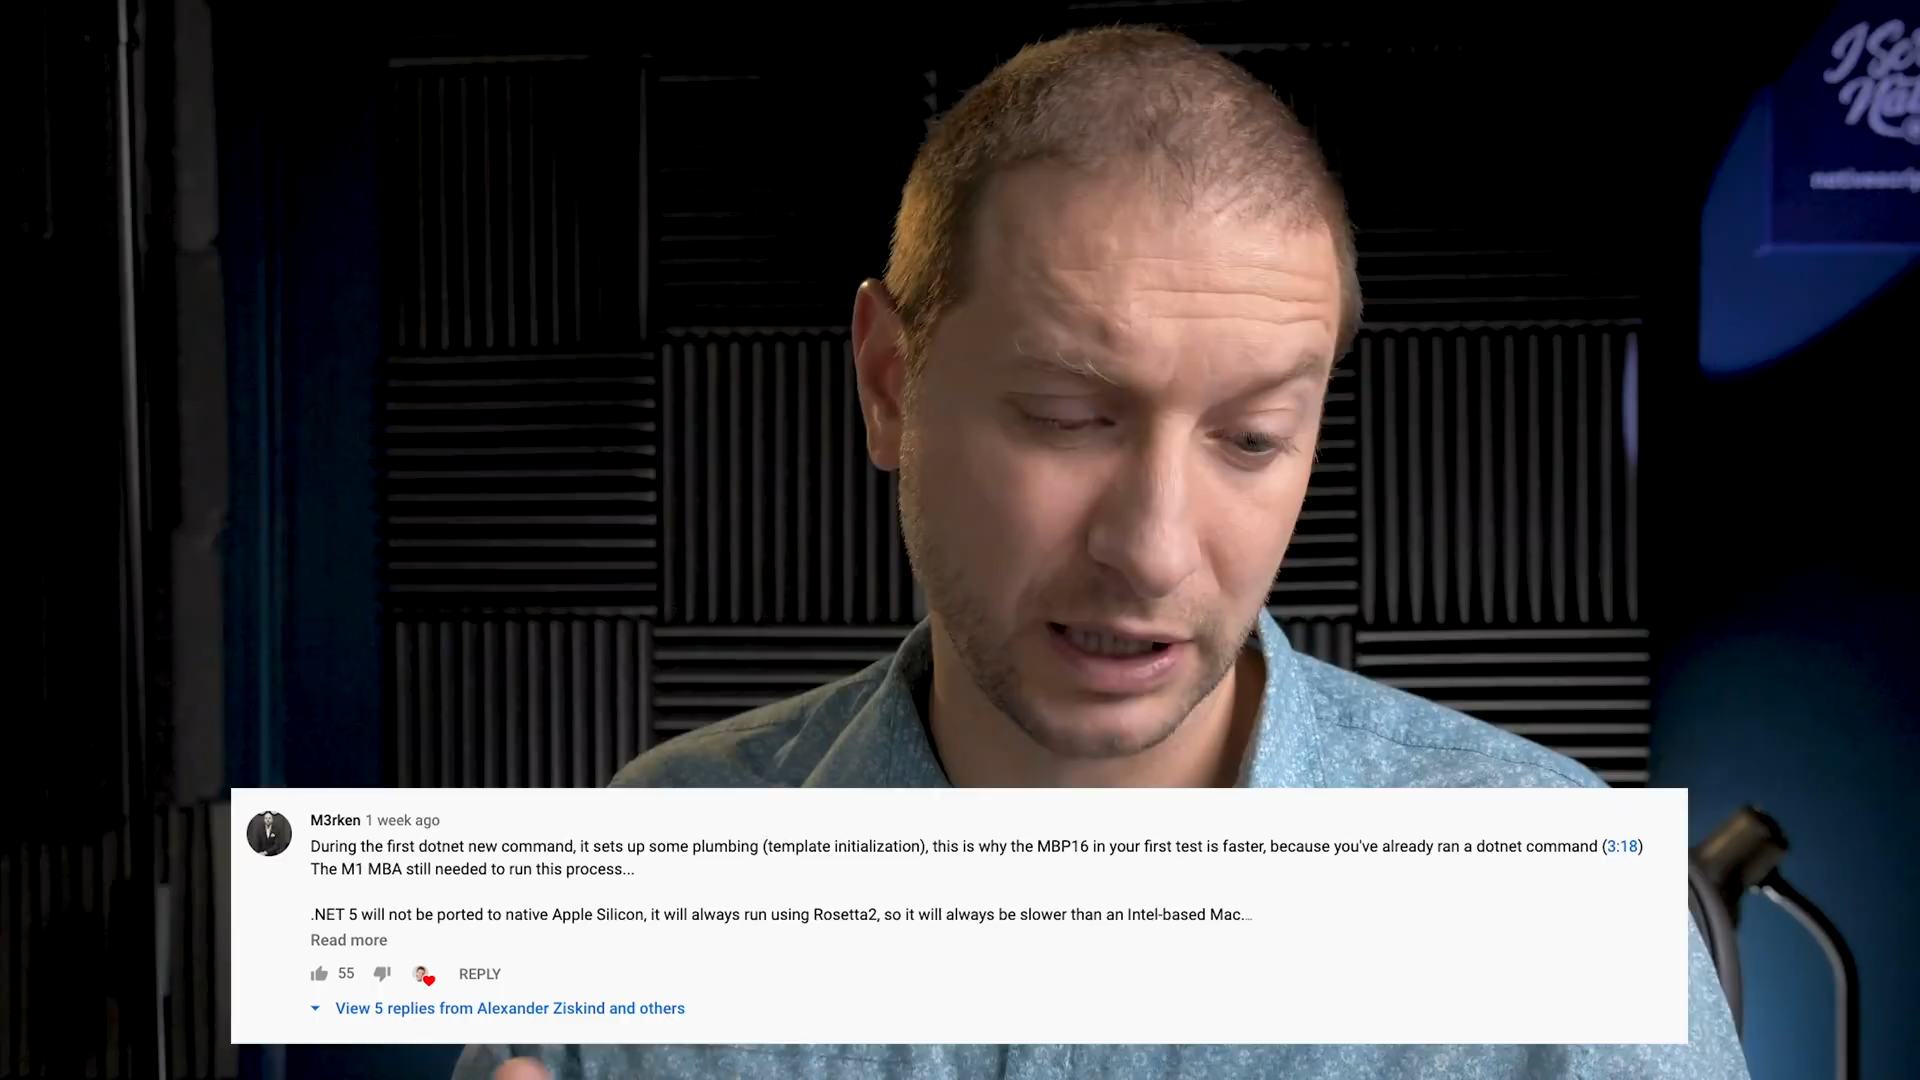 I
M3rken 1 week ago
During the first dotnet new command, it sets up some plumbing (template initialization), this is why the MBP16 in your first test is faster, because you've already ran a dotnet command (3:18)
The M1 MBA still needed to run this process...
.NET 5 will not be ported to native Apple Silicon, it will always run using Rosetta2, so it will always be slower than an Intel-based Mac....
Read more
55 REPLY
View 5 replies from Alexander Ziskind and others